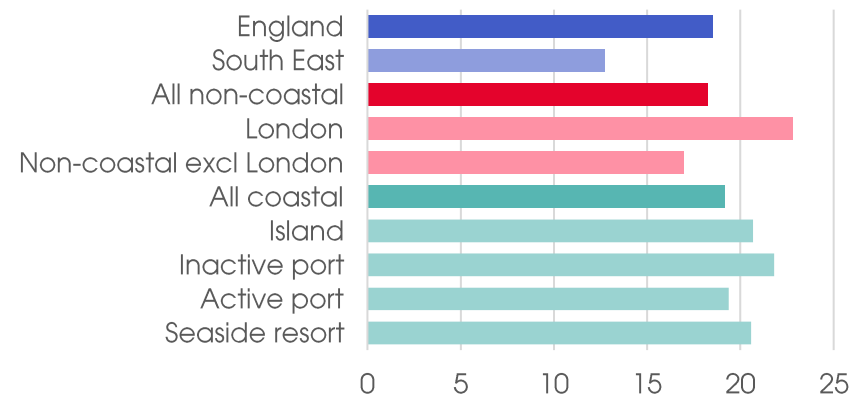 England
South East
All non-coastal
London
Non-coastal excl London
All coastal
Island
Inactive port
Active port
Seaside resort
0 5 10 15 20 25